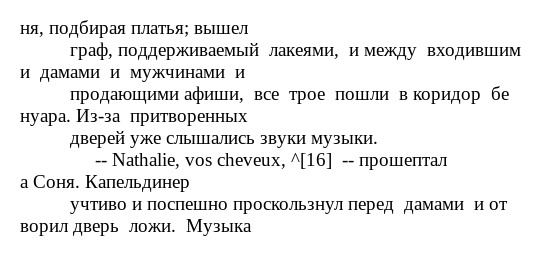 ня, подбирая платья; вышел
граф, поддерживаемый лакеями, и между входившим
и дамами и мужчинами и
продающими афиши, все трое пошли в коридор бе
нуара. Из-за притворенных
дверей уже слышались звуки музыки.
-- Nathalie, vos cheveux, ^[16] -- прошептал
а Соня. Капельдинер
учтиво и поспешно проскользнул перед дамами и от
ворил дверь ложи. Музыка